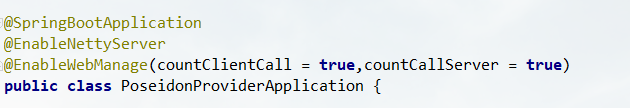 @SpringBootApplication
@EnableNettyServer
@EnableWebManage(countClientCall = true,countCallServer = true)
public class PoseidonProviderApplication {